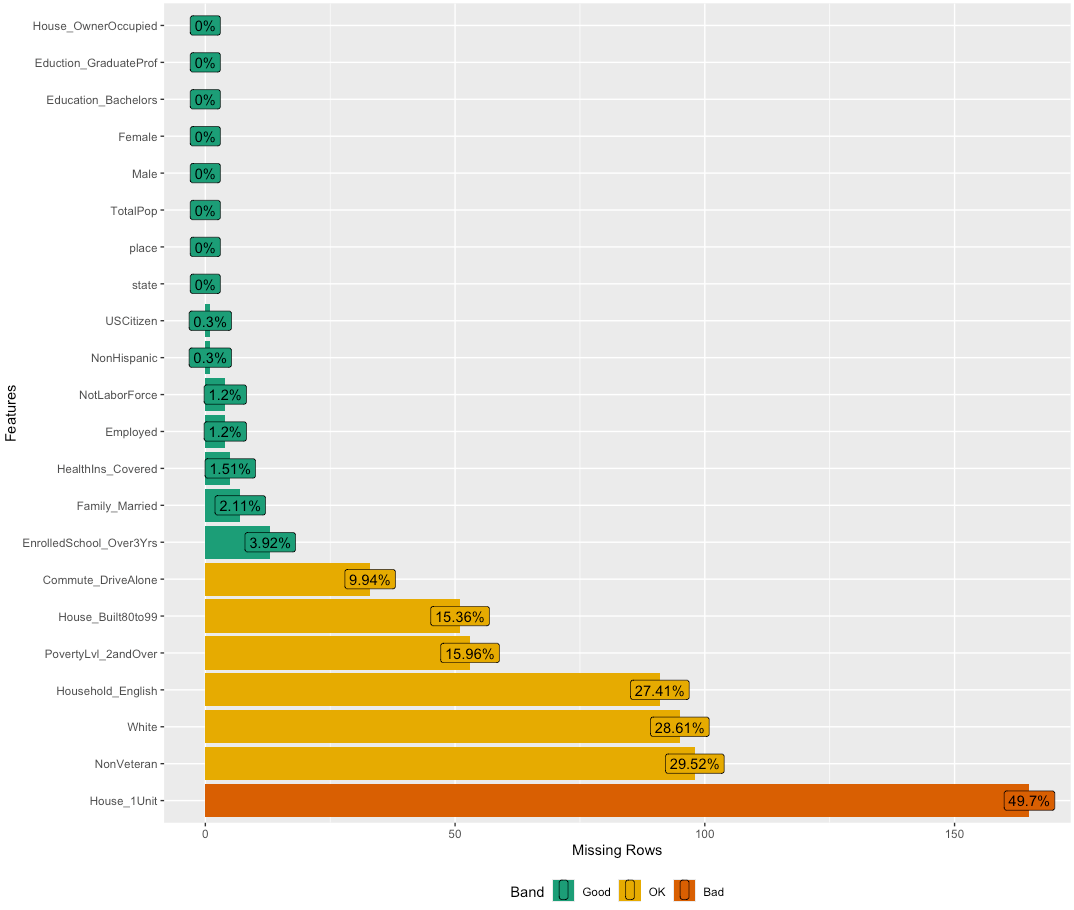 House_OwnerOccupied 0%
Eduction_GraduateProf 0%
Education_Bachelors 0%
Female 0%
Male 0%
TotalPop 0%
place 0%
state 0%
USCitizen 0.3%
NonHispanic 0.3%
NotLaborForce 1.2%
Employed 1.2%
HealthIns_Covered 1.51%
Family_Married 2.11%
EnrolledSchool_Over3Yrs 3.92%
Commute_DriveAlone 9.94%
House_Built80to99 15.36%
PovertyLvl_2andOver 15.96%
Household_English 27.41%
White 28.61%
NonVeteran 29.52%
House_1Unit 49.7%
Features
0 50 100 150
Missing Rows
Band Good OK Bad